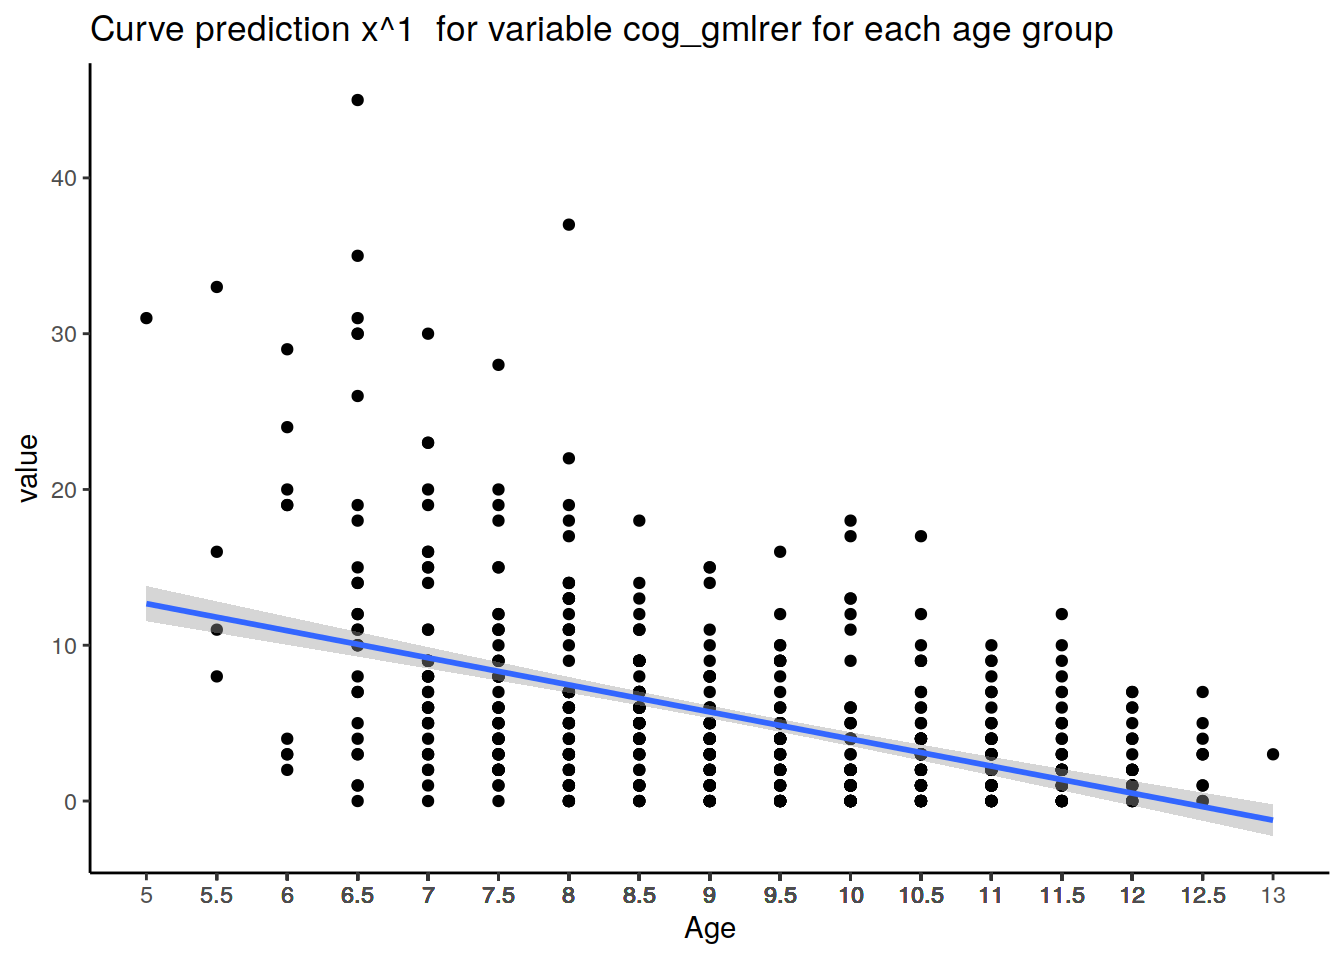 Curve prediction x^1  for variable cog_gmlrer for each age group
40
30
20
10
0
value
5 5.5 6 6.5 7 7.5 8 8.5 9 9.5 10 10.5 11 11.5 12 12.5 13
Age